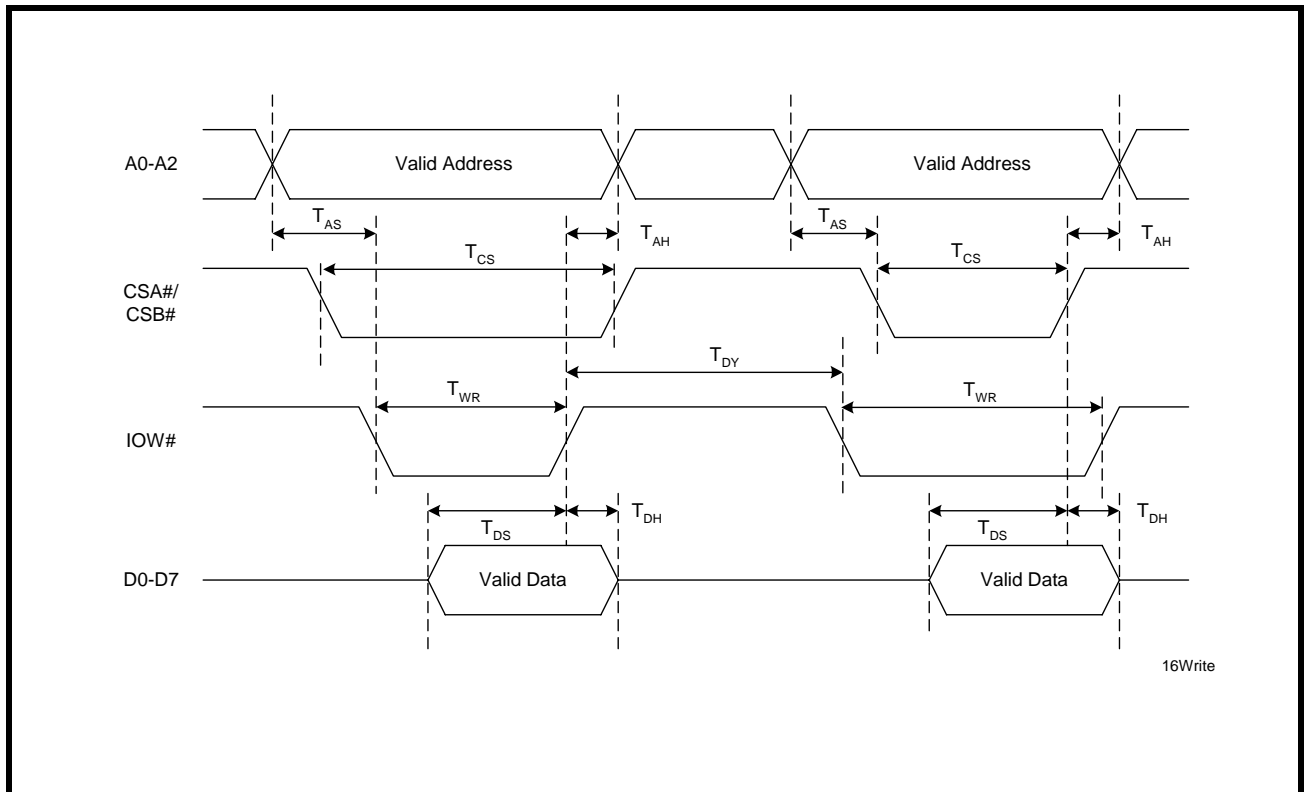 A0-A2
Valid Address
Valid Address
TAS
TAH
TAS
TAH
TCS
TCS
CSA#/
CSB#
TDY
TWR
TWR
IOW#
TDS
TDH
TDS
TDH
D0-D7
Valid Data
Valid Data
16Write